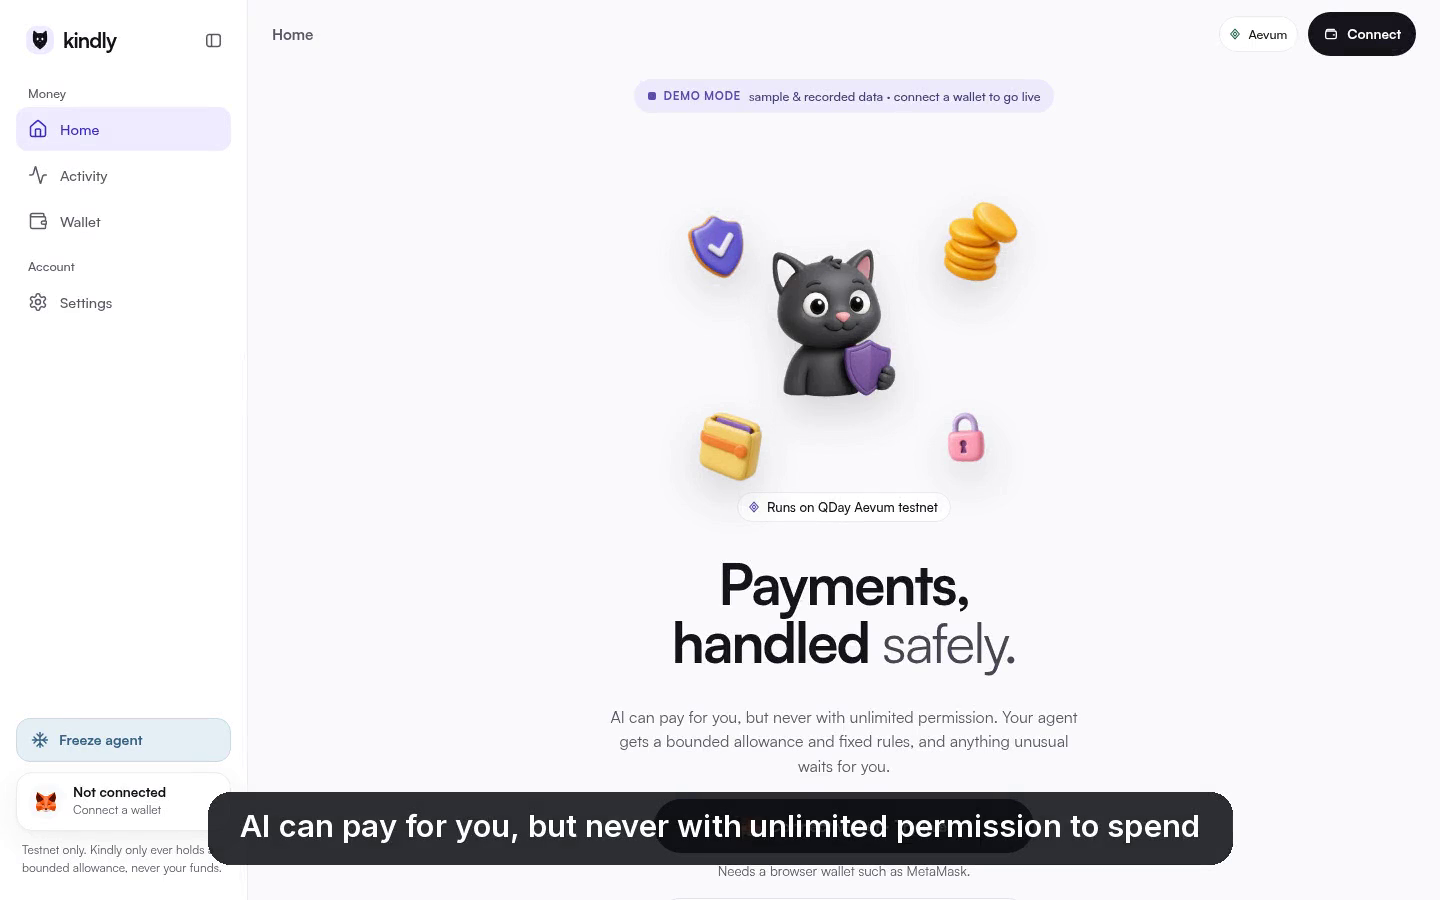 kindly
Home
Aevum
Connect
DEMO MODE sample & recorded data · connect a wallet to go live
Money
Home
Activity
Wallet
Account
Settings
Runs on QDay Aevum testnet
Payments,
handled safely.
AI can pay for you, but never with unlimited permission. Your agent
gets a bounded allowance and fixed rules, and anything unusual
waits for you.
Freeze agent
Not connected
Connect a wallet
AI can pay for you, but never with unlimited permission to spend
Testnet only. Kindly only ever holds
bounded allowance, never your funds.
Needs a browser wallet such as MetaMask.